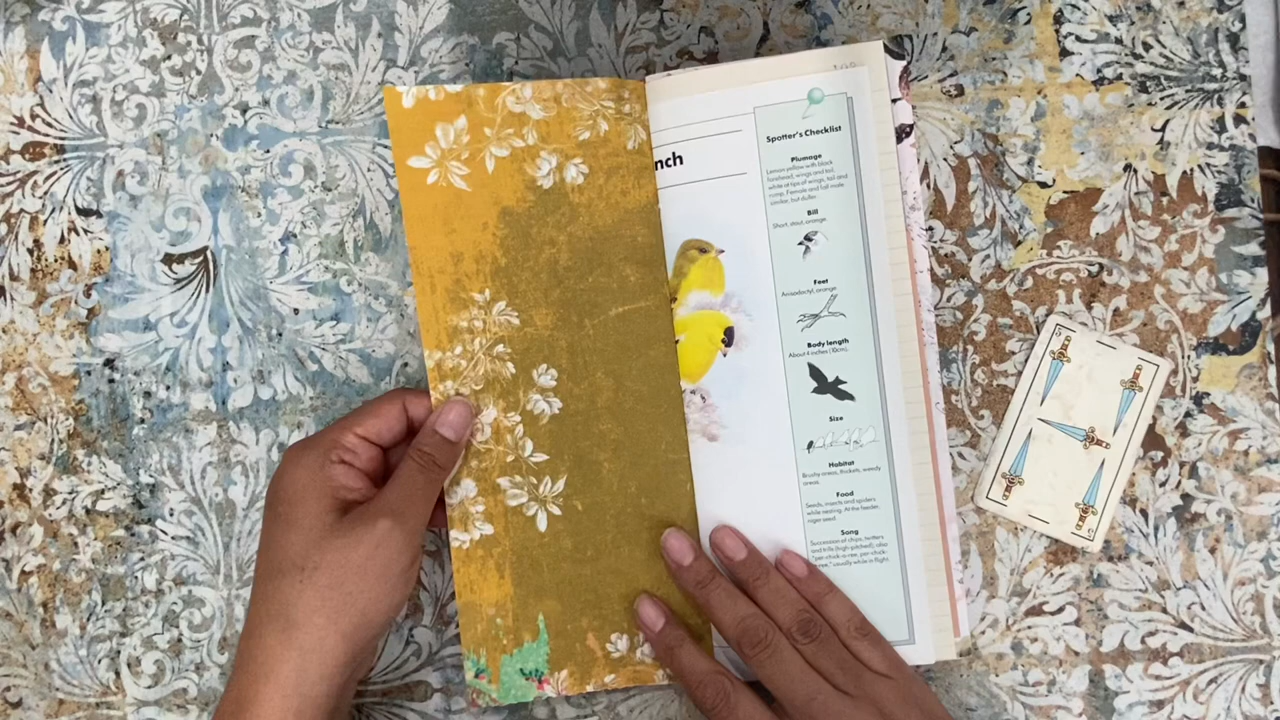 nch
Spotter's Checklist
Plumage
Lemon yellow with black
forehead, wings and tail,
white at tips of wings, tail and
rump. Female and fall male
similar, but duller.
Bill
Short, stout, orange.
Feet
Anisodactyl, orange
Body length
About 4 inches (10cm).
Size
Habitat
Brushy areas, thickets, weedy
areas.
Food
Seeds, insects and spiders
while nesting. At the feeder,
niger seed.
Song
Succession of chips, twitters
and trills (high-pitched); also
"per-chick-o-ree, per-chick-
ree," usually while in flight.
5
5